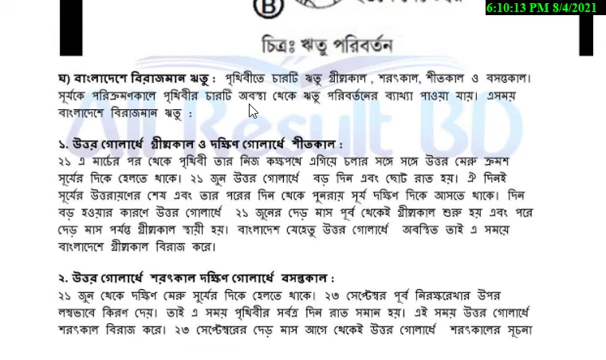 6:10:13 PM 8/4/2021
B
চিত্রঃ ঋতু পরিবর্তন
ঘ) বাংলাদেশে বিরাজমান ঋতু : পৃথিবীতে চারটি ঋতু গ্রীষ্মকাল , শরৎকাল, শীতকাল ও বসন্তকাল।
সূর্যকে পরিক্রমণকালে পৃথিবীর চারটি অবস্থা থেকে ঋতু পরিবর্তনের ব্যাখ্যা পাওয়া যায়। এসময়
বাংলাদেশে বিরাজমান ঋতু :
All Result BD
১. উত্তর গোলার্ধে গ্রীষ্মকাল ও দক্ষিণ গোলার্ধে শীতকাল :
২১ এ মার্চের পর থেকে পৃথিবী তার নিজ কক্ষপথে এগিয়ে চলার সঙ্গে সঙ্গে উত্তর মেরু ক্রমশ
সূর্যের দিকে হেলতে থাকে। ২১ জুন উত্তর গোলার্ধে বড় দিন এবং ছোট রাত হয়। ঐ দিনই
সূর্যের উত্তরায়ণের শেষ এবং তার পরের দিন থেকে পুনরায় সূর্য দক্ষিণ দিকে আসতে থাকে। দিন
বড় হওয়ার কারণে উত্তর গোলার্ধে ২১ জুনের দেড় মাস পূর্ব থেকেই গ্রীষ্মকাল শুরু হয় এবং পরে
দেড় মাস পর্যন্ত গ্রীষ্মকাল স্থায়ী হয়। বাংলাদেশ যেহেতু উত্তর গোলার্ধে অবস্থিত তাই এ সময়ে
বাংলাদেশে গ্রীষ্মকাল বিরাজ করে।
২. উত্তর গোলার্ধে শরৎকাল দক্ষিণ গোলার্ধে বসন্তকাল :
২১ জুন থেকে দক্ষিণ মেরু সূর্যের দিকে হেলতে থাকে। ২৩ সেপ্টেম্বর পূর্ব নিরক্ষরেখার উপর
লম্বভাবে কিরণ দেয়। তাই এ সময় পৃথিবীর সর্বত্র দিন রাত সমান হয়। এই সময় উত্তর গোলার্ধে
শরৎকাল বিরাজ করে। ২৩ সেপ্টেম্বরের দেড় মাস আগে থেকেই উত্তর গোলার্ধে শরৎকালের সূচনা